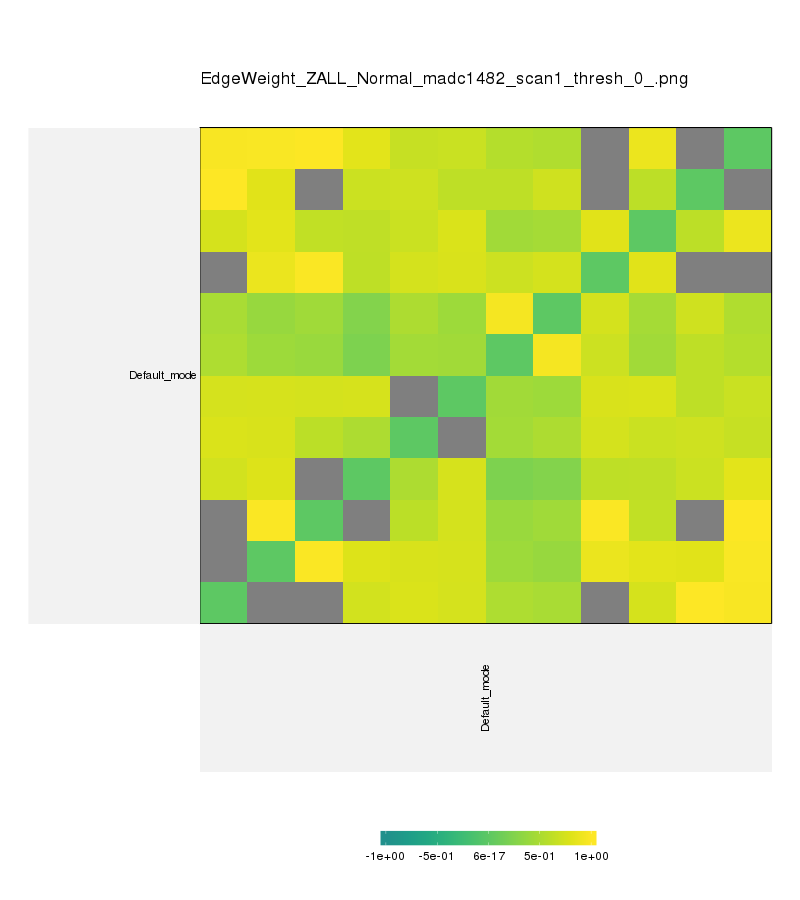 EdgeWeight_ZALL_Normal_madc1482_scan1_thresh_0_.png
Default_mode
Default_mode
-1e+00 -5e-01 6e-17 5e-01 1e+00